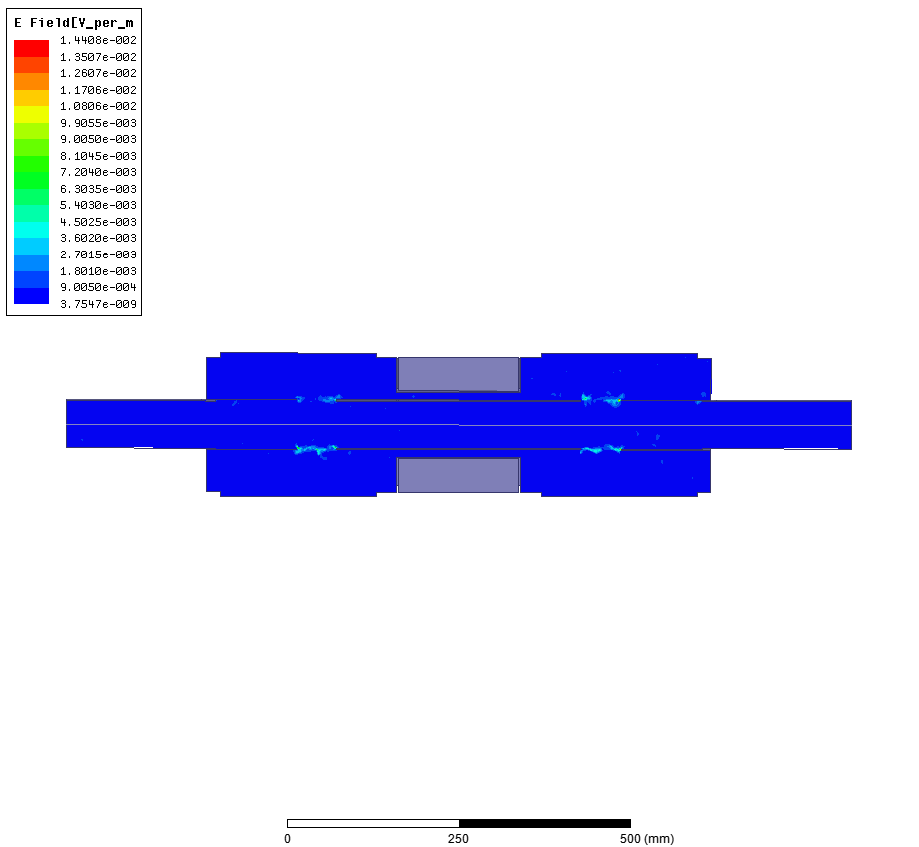 E Field[V_per_m
1.4408e-002
1.3507e-002
1.2607e-002
1.1706e-002
1.0806e-002
9.9055e-003
9.0050e-003
8.1045e-003
7.2040e-003
6.3035e-003
5.4030e-003
4.5025e-003
3.6020e-003
2.7015e-003
1.8010e-003
9.0050e-004
3.7547e-009
0 250 500 (mm)